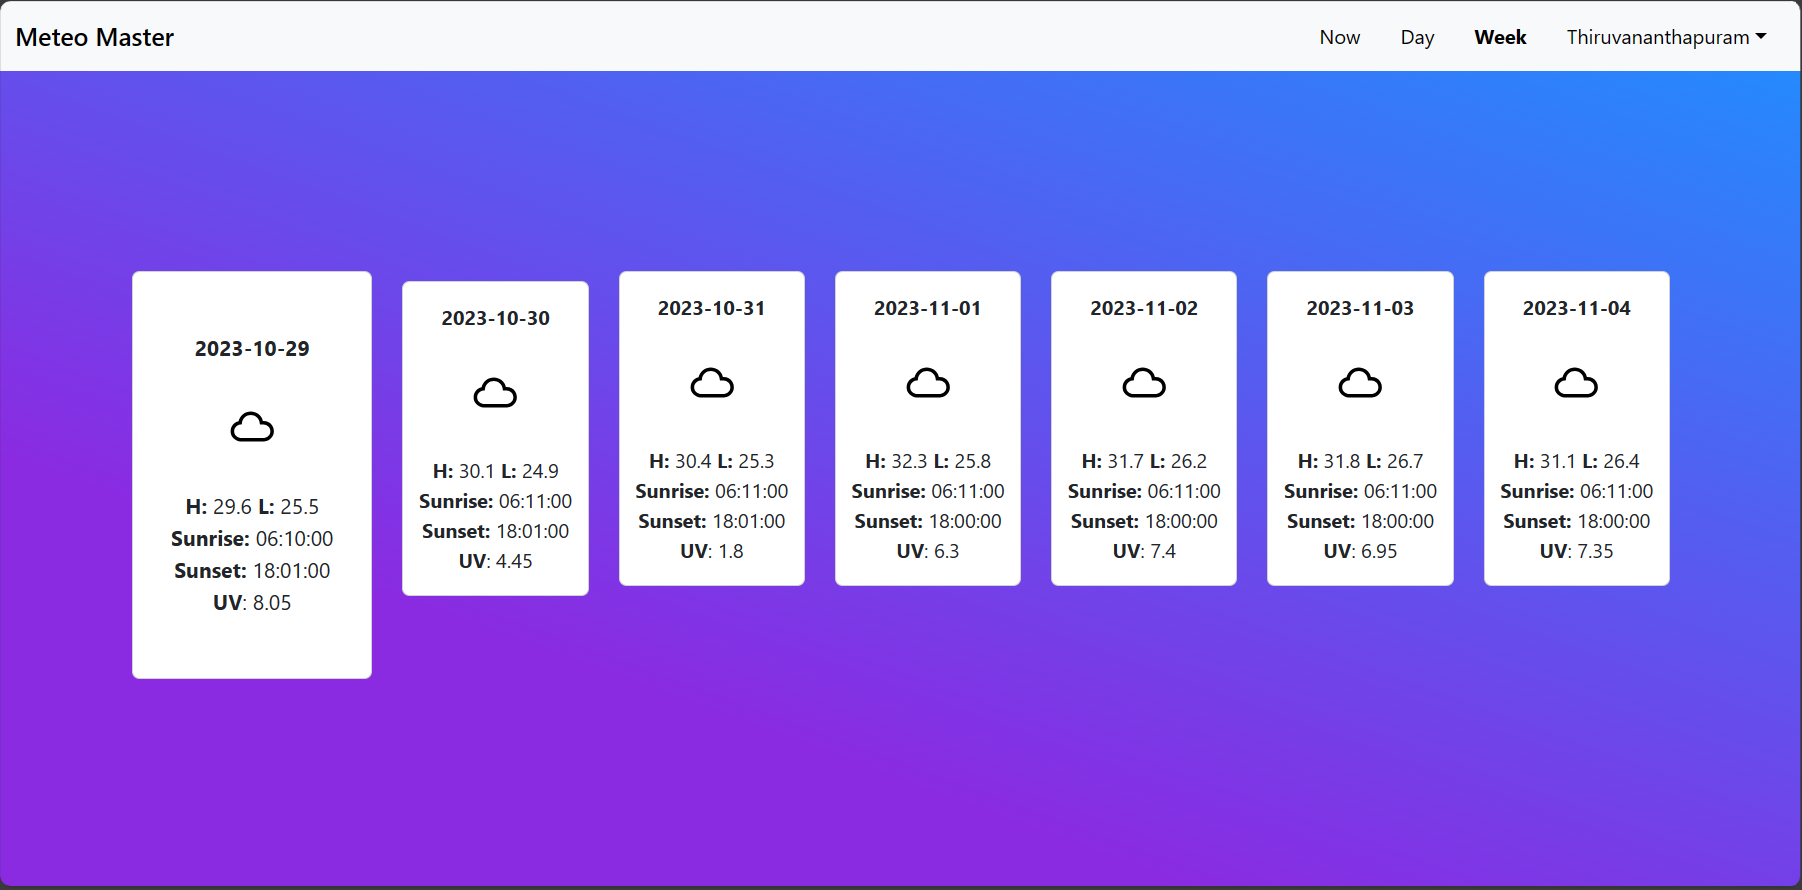 Meteo Master
Now
Day
Week
Thiruvananthapuram
2023-10-29
H: 29.6 L: 25.5
Sunrise: 06:10:00
Sunset: 18:01:00
UV: 8.05
2023-10-30
H: 30.1 L: 24.9
Sunrise: 06:11:00
Sunset: 18:01:00
UV: 4.45
2023-10-31
H: 30.4 L: 25.3
Sunrise: 06:11:00
Sunset: 18:01:00
UV: 1.8
2023-11-01
H: 32.3 L: 25.8
Sunrise: 06:11:00
Sunset: 18:00:00
UV: 6.3
2023-11-02
H: 31.7 L: 26.2
Sunrise: 06:11:00
Sunset: 18:00:00
UV: 7.4
2023-11-03
H: 31.8 L: 26.7
Sunrise: 06:11:00
Sunset: 18:00:00
UV: 6.95
2023-11-04
H: 31.1 L: 26.4
Sunrise: 06:11:00
Sunset: 18:00:00
UV: 7.35